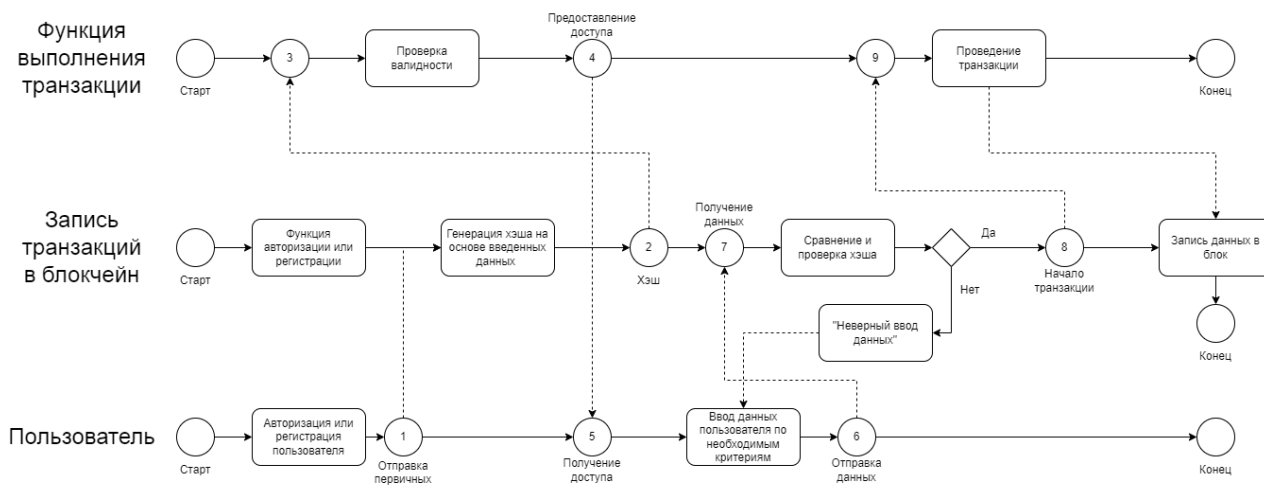 Функция
выполнения
транзакции
Старт
3
Проверка
валидности
Предоставление
доступа
4
9
Проведение
транзакции
Конец
Запись
транзакций
в блокчейн
Старт
Функция
авторизации или
регистрации
Генерация хэша на
основе введенных
данных
2
Хэш
Получение
данных
7
Сравнение и
проверка хэша
Да
Нет
8
Начало
транзакции
Запись данных в
блок
Конец
"Неверный ввод
данных"
Пользователь
Старт
Авторизация или
регистрация
пользователя
1
Отправка
первичных
5
Получение
доступа
Ввод данных
пользователя по
необходимым
критериям
6
Отправка
данных
Конец